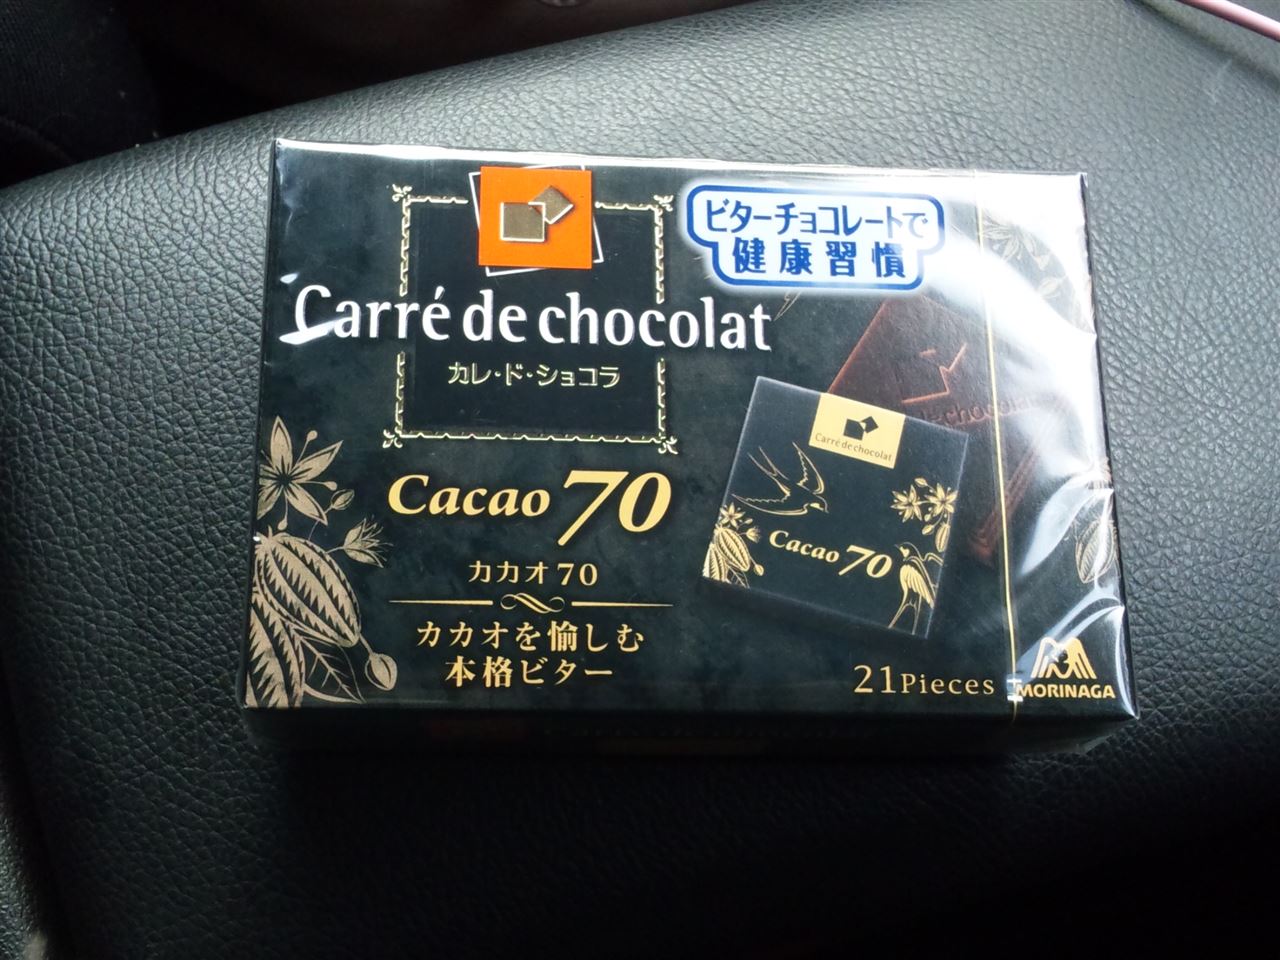 ビターチョコレートで
健康習慣
Carré de chocolat
カレ・ド・ショコラ
Cacao 70
カカオ70
カカオを愉しむ
本格ビター
Carré de chocolat
Cacao 70
21Pieces
MORINAGA